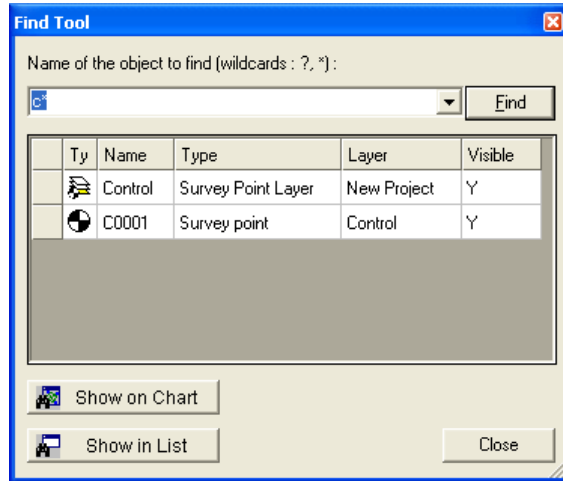 Find Tool
Name of the object to find (wildcards : ?, *) :
c* Find
Ty Name Type Layer Visible
Control Survey Point Layer New Project Y
C0001 Survey point Control Y
Show on Chart
Show in List Close